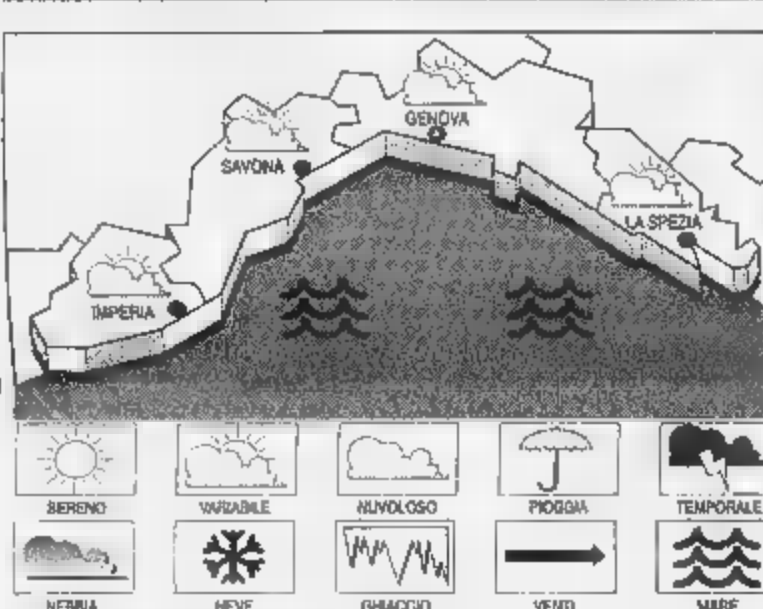 GENOVA
SAVONA
LA SPEZIA
IMPERIA
SERENO VARIABILE NUVOLOSO PIOGGIA TEMPORALE
NEBBIA NEVE GHIACCIO VENTO MARE